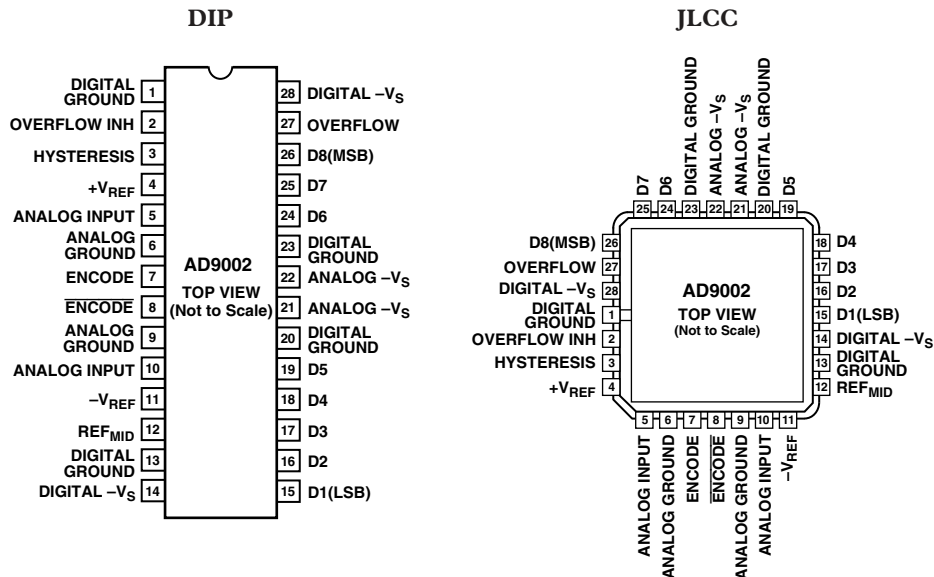 DIP
DIGITAL
GROUND
1
OVERFLOW INH
2
HYSTERESIS
3
+VREF
4
ANALOG INPUT
5
ANALOG
GROUND
6
ENCODE
7
ENCODE
8
ANALOG
GROUND
9
ANALOG INPUT
10
–VREF
11
REFMID
12
DIGITAL
GROUND
13
DIGITAL –VS
14
AD9002
TOP VIEW
(Not to Scale)
28 DIGITAL –VS
27 OVERFLOW
26 D8(MSB)
25 D7
24 D6
23 DIGITAL
GROUND
22 ANALOG –VS
21 ANALOG –VS
20 DIGITAL
GROUND
19 D5
18 D4
17 D3
16 D2
15 D1(LSB)
JLCC
D7
D6
DIGITAL GROUND
ANALOG –VS
ANALOG –VS
DIGITAL GROUND
D5
25 24 23 22 21 20 19
D8(MSB) 26
OVERFLOW 27
DIGITAL –VS 28
DIGITAL
GROUND
1
OVERFLOW INH 2
HYSTERESIS 3
+VREF 4
AD9002
TOP VIEW
(Not to Scale)
18 D4
17 D3
16 D2
15 D1(LSB)
14 DIGITAL –VS
13 DIGITAL
GROUND
12 REFMID
5 6 7 8 9 10 11
ANALOG INPUT
ANALOG GROUND
ENCODE
ENCODE
ANALOG GROUND
ANALOG INPUT
–VREF